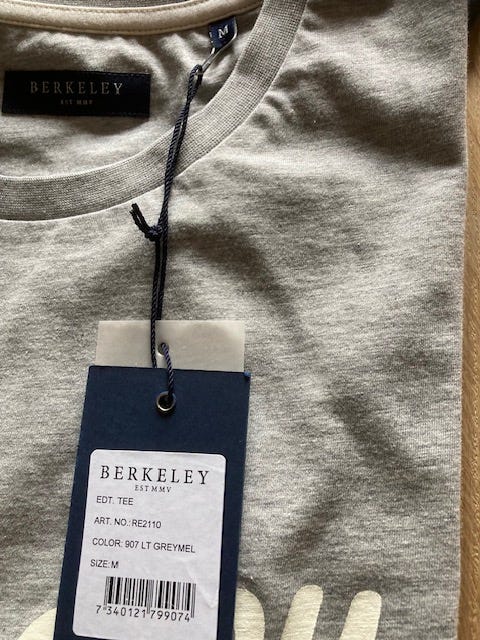 M
BERKELEY
EST MMV
BERKELEY
EST MMV
EDT. TEE
ART. NO.: RE2110
COLOR: 907 LT GREYMEL
SIZE: M
7 340121 799074